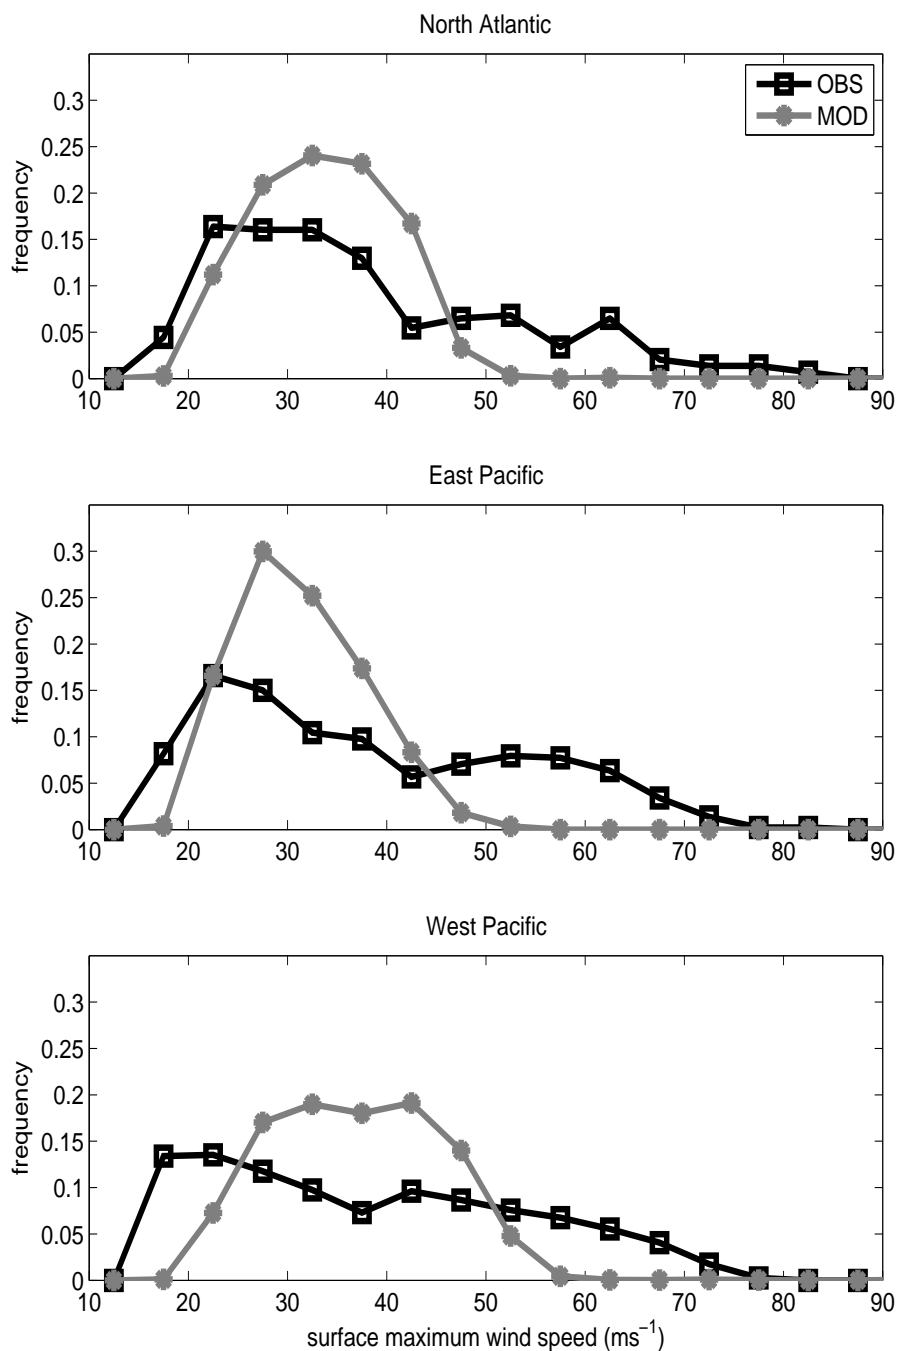 North Atlantic
OBS
MOD
frequency
0.3
0.25
0.2
0.15
0.1
0.05
0
10 20 30 40 50 60 70 80 90
East Pacific
frequency
0.3
0.25
0.2
0.15
0.1
0.05
0
10 20 30 40 50 60 70 80 90
West Pacific
frequency
0.3
0.25
0.2
0.15
0.1
0.05
0
10 20 30 40 50 60 70 80 90
surface maximum wind speed (ms⁻¹)